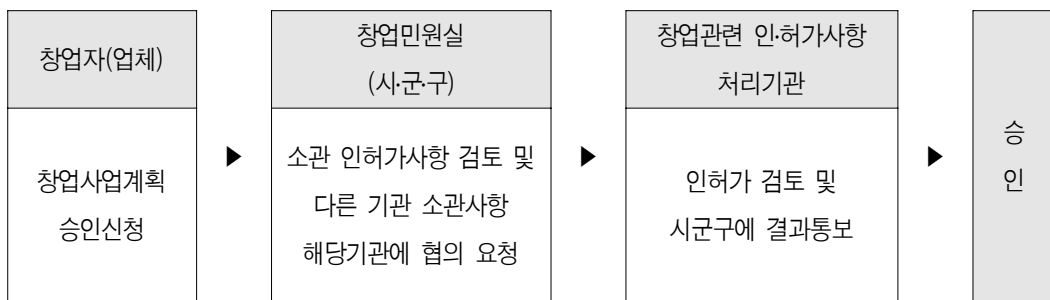 창업자(업체)
창업사업계획
승인신청
▶
창업민원실
(시·군·구)
소관 인허가사항 검토 및
다른 기관 소관사항
해당기관에 협의 요청
▶
창업관련 인·허가사항
처리기관
인허가 검토 및
시군구에 결과통보
▶
승
인